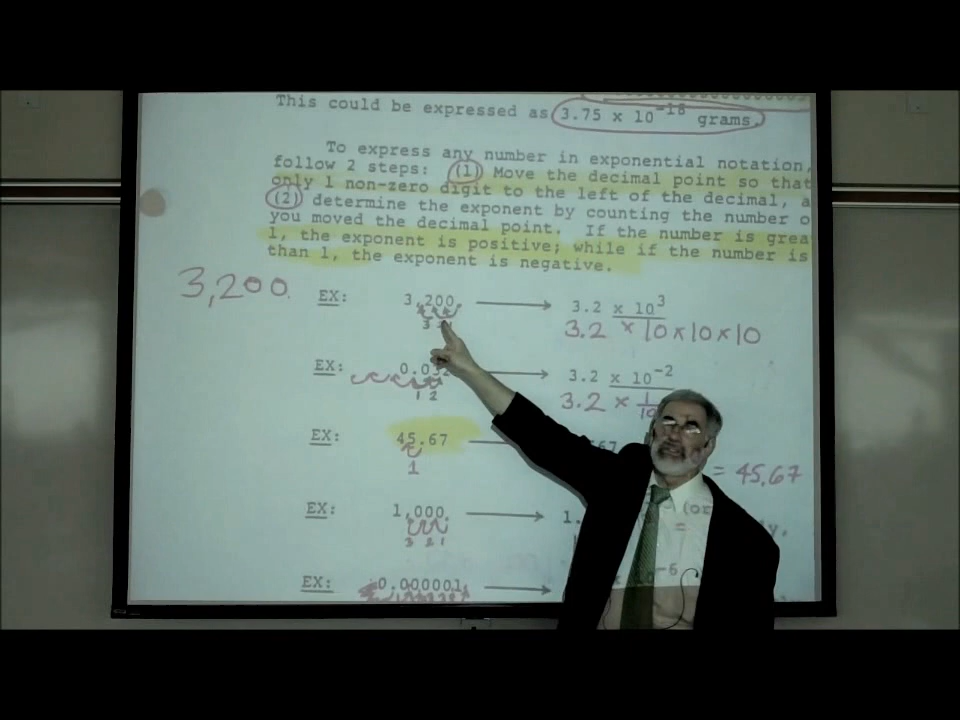 This could be expressed as 3.75 x 10⁻¹⁸ grams.
To express any number in exponential notation,
follow 2 steps: (1) Move the decimal point so that
only 1 non-zero digit to the left of the decimal, a
(2) determine the exponent by counting the number o
you moved the decimal point. If the number is grea
1, the exponent is positive; while if the number is
than 1, the exponent is negative.
3,200. EX: 3,200. 3.2 x 10³
3 3.2 x 10 x 10 x 10
EX: 0.032 3.2 x 10⁻²
1 2 3.2 x 1
EX: 45.67 567
1 = 45.67
EX: 1,000. 1. (or
3 2 1 =
EX: 0.000001 10⁻⁶